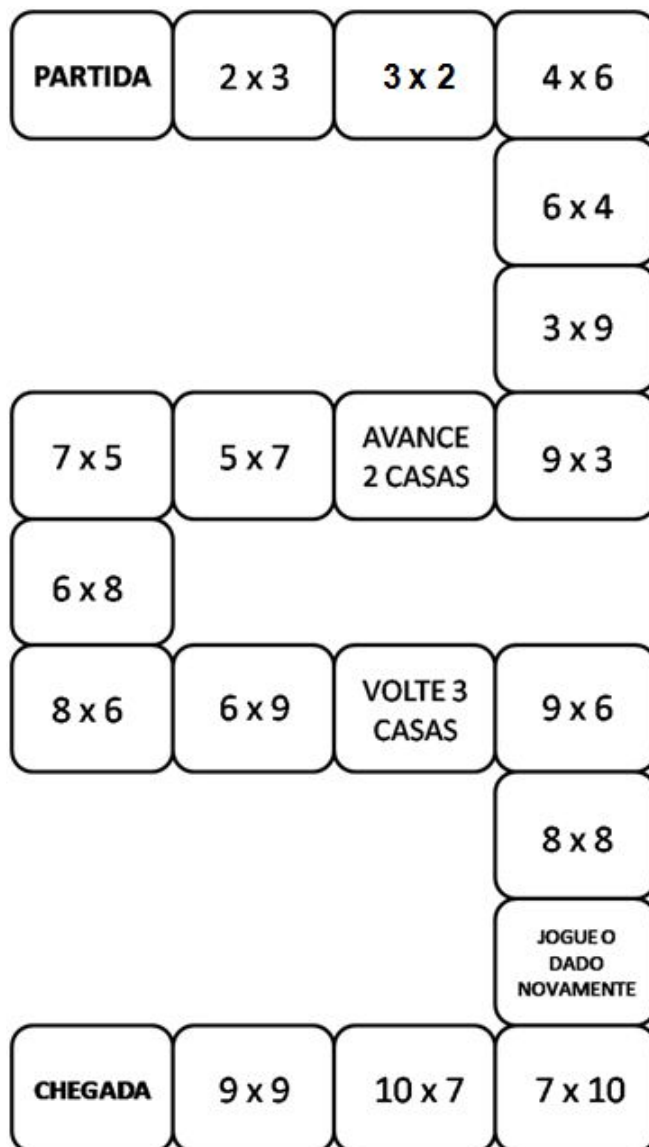 PARTIDA 2 x 3 3 x 2 4 x 6
6 x 4
3 x 9
7 x 5 5 x 7 AVANCE
2 CASAS 9 x 3
6 x 8
8 x 6 6 x 9 VOLTE 3
CASAS 9 x 6
8 x 8
JOGUE O
DADO
NOVAMENTE
CHEGADA 9 x 9 10 x 7 7 x 10